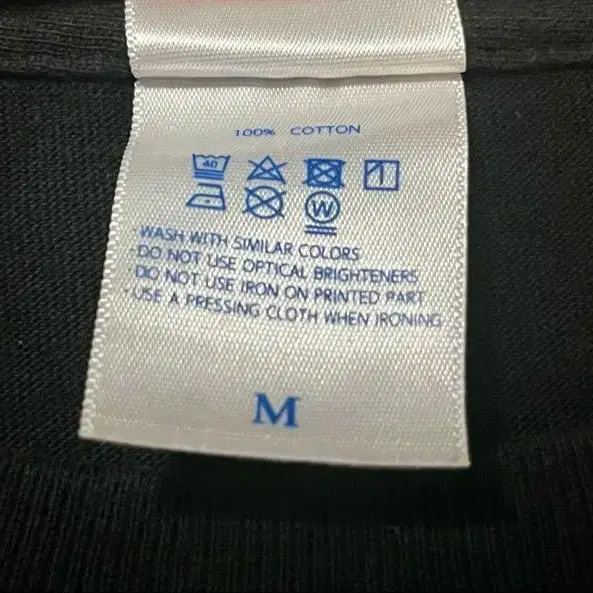 100% COTTON
40
W
·WASH WITH SIMILAR COLORS
·DO NOT USE OPTICAL BRIGHTENERS
·DO NOT USE IRON ON PRINTED PART
·USE A PRESSING CLOTH WHEN IRONING
M